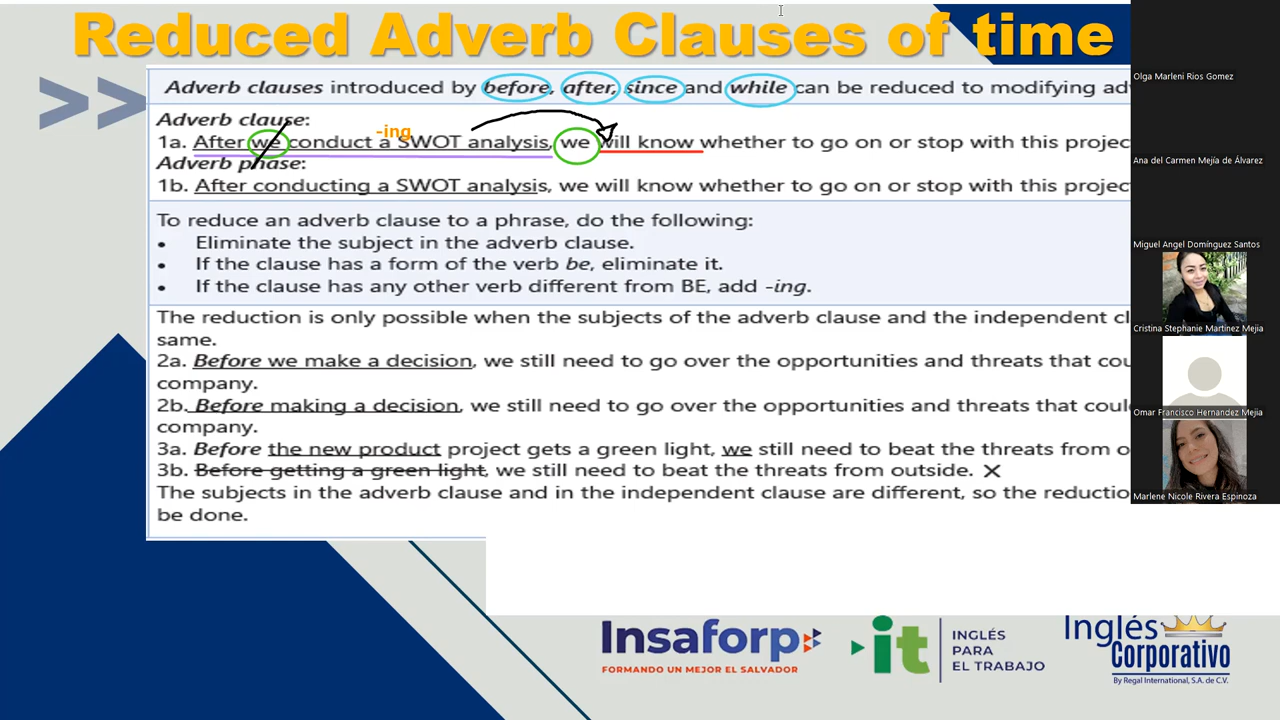 Reduced Adverb Clauses of time
Adverb clauses introduced by before, after, since and while can be reduced to modifying adv
Adverb clause:
-ing
1a. After we conduct a SWOT analysis, we will know whether to go on or stop with this projec
Adverb phase:
1b. After conducting a SWOT analysis, we will know whether to go on or stop with this projec
To reduce an adverb clause to a phrase, do the following:
• Eliminate the subject in the adverb clause.
• If the clause has a form of the verb be, eliminate it.
• If the clause has any other verb different from BE, add -ing.
The reduction is only possible when the subjects of the adverb clause and the independent cl
same.
2a. Before we make a decision, we still need to go over the opportunities and threats that cou
company.
2b. Before making a decision, we still need to go over the opportunities and threats that coul
company.
3a. Before the new product project gets a green light, we still need to beat the threats from o
3b. Before getting a green light, we still need to beat the threats from outside. X
The subjects in the adverb clause and in the independent clause are different, so the reductio
be done.
Olga Marleni Rios Gomez
Ana del Carmen Mejía de Álvarez
Miguel Angel Domínguez Santos
Cristina Stephanie Martinez Mejia
Omar Francisco Hernandez Mejia
Marlene Nicole Rivera Espinoza
Insaforp
FORMANDO UN MEJOR EL SALVADOR
it
INGLÉS
PARA
EL TRABAJO
Inglés
Corporativo
By Regal International, S.A. de C.V.